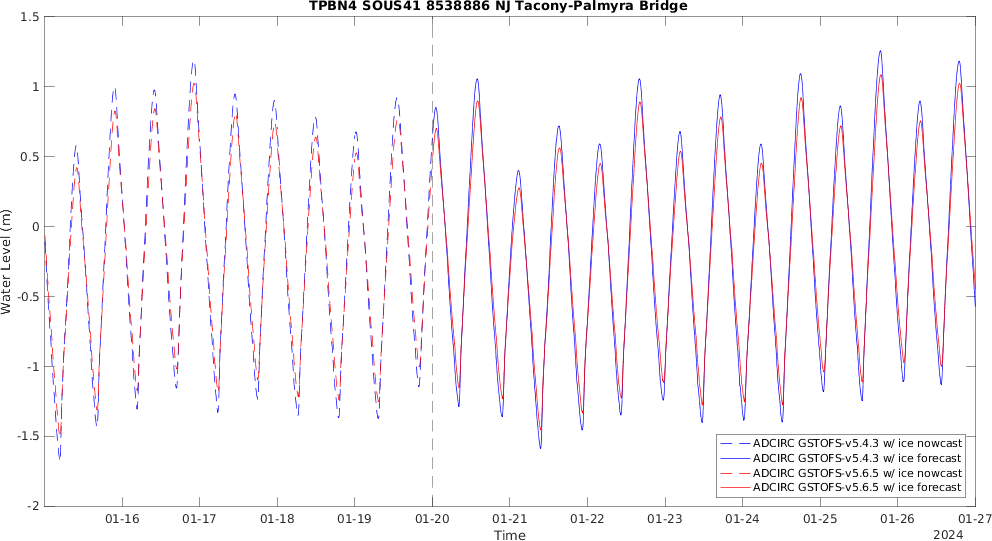 TPBN4 SOUS41 8538886 NJ Tacony-Palmyra Bridge
1.5
1
0.5
0
-0.5
-1
-1.5
-2
Water Level (m)
ADCIRC GSTOFS-v5.4.3 w/ ice nowcast
ADCIRC GSTOFS-v5.4.3 w/ ice forecast
ADCIRC GSTOFS-v5.6.5 w/ ice nowcast
ADCIRC GSTOFS-v5.6.5 w/ ice forecast
01-16 01-17 01-18 01-19 01-20 01-21 01-22 01-23 01-24 01-25 01-26 01-27
Time
2024